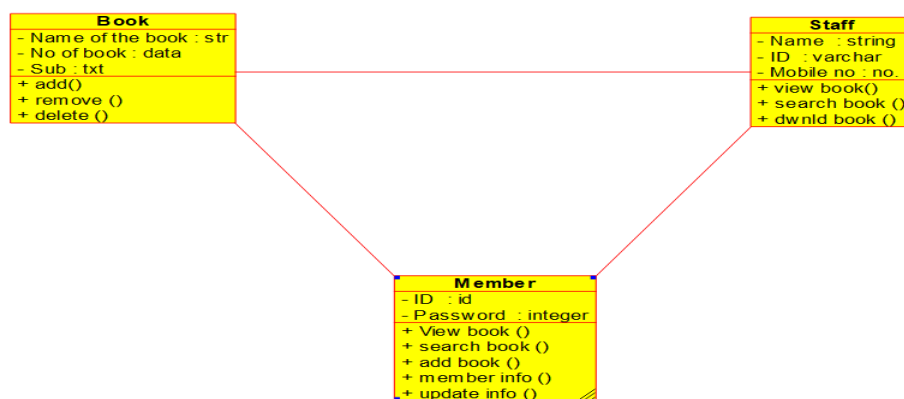 Book
- Name of the book : str
- No of book : data
- Sub : txt
+ add()
+ remove ()
+ delete ()
Staff
- Name : string
- ID : varchar
- Mobile no : no.
+ view book()
+ search book ()
+ dwnld book ()
Member
- ID : id
- Password : integer
+ View book ()
+ search book ()
+ add book ()
+ member info ()
+ update info ()